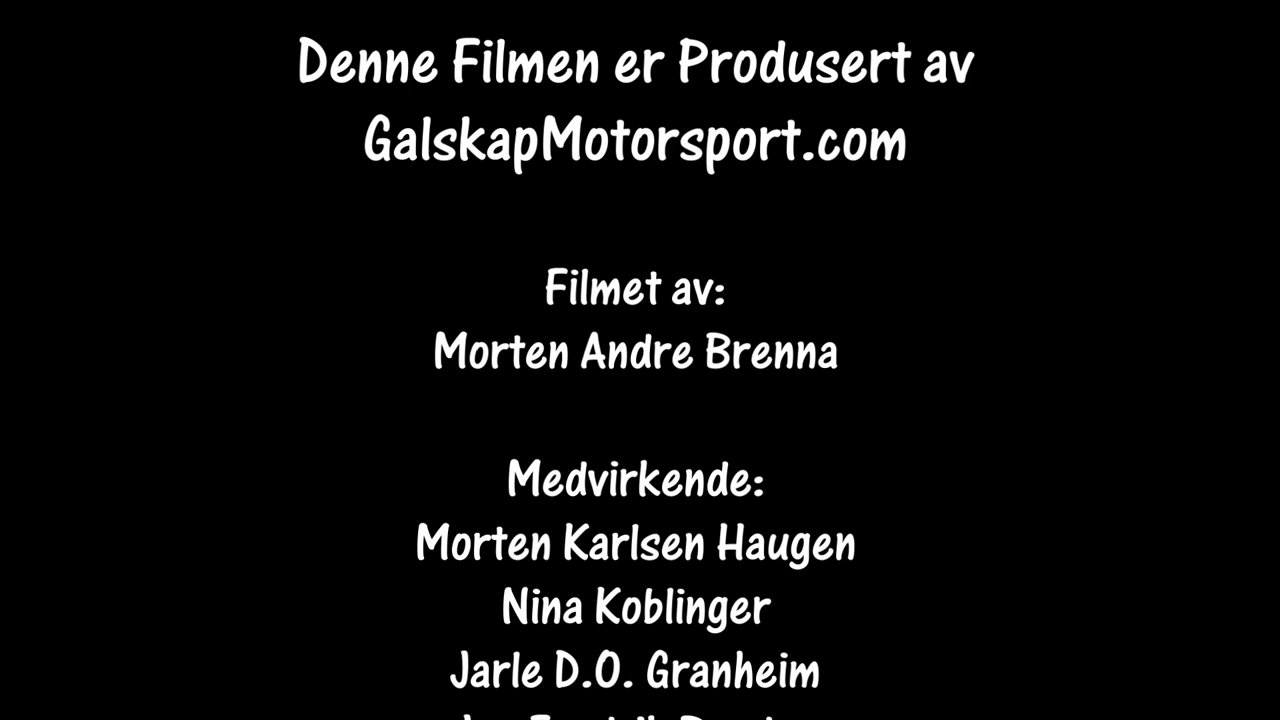 Denne Filmen er Produsert av
GalskapMotorsport.com
Filmet av:
Morten Andre Brenna
Medvirkende:
Morten Karlsen Haugen
Nina Koblinger
Jarle D.O. Granheim